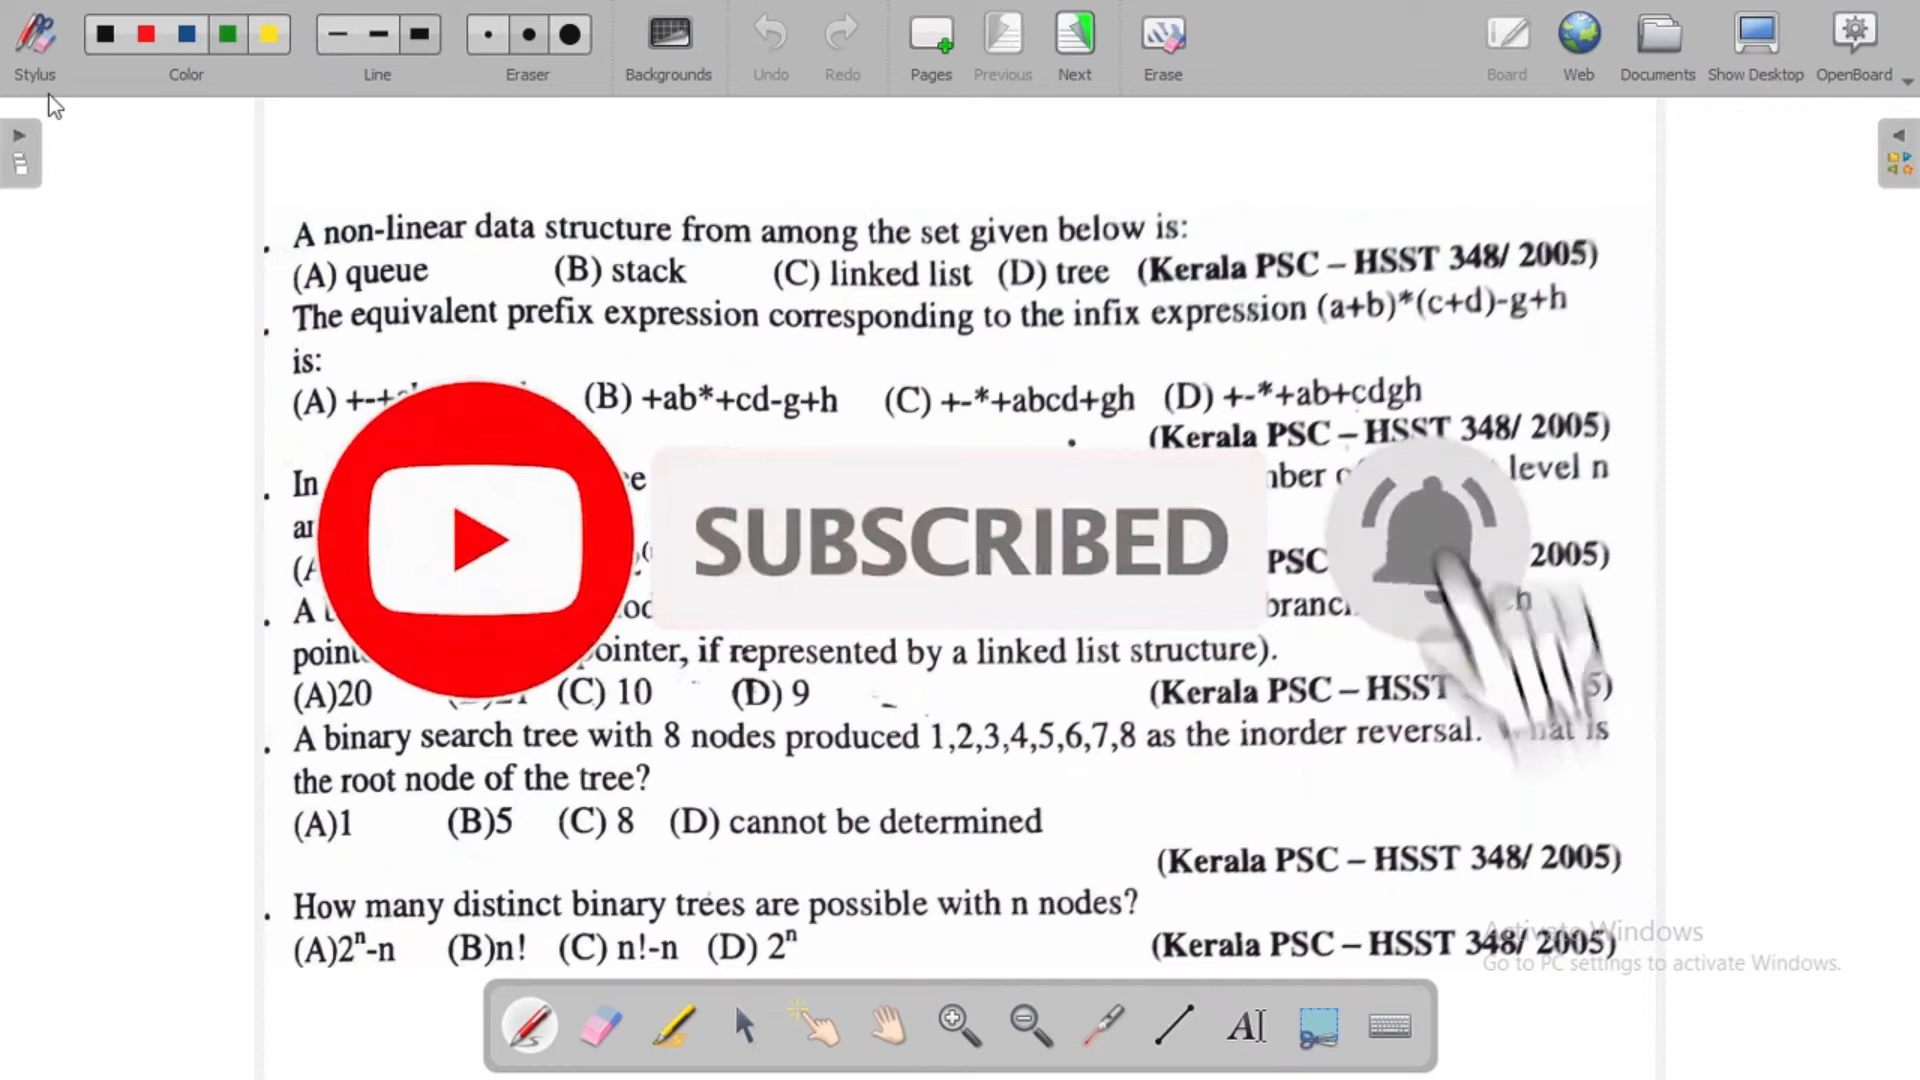 Stylus Color Line Eraser Backgrounds Undo Redo Pages Previous Next Erase Board Web Documents Show Desktop OpenBoard
. A non-linear data structure from among the set given below is:
(A) queue (B) stack (C) linked list (D) tree (Kerala PSC – HSST 348/ 2005)
. The equivalent prefix expression corresponding to the infix expression (a+b)*(c+d)-g+h
is:
(B) +ab*+cd-g+h (C) +-*+abcd+gh (D) +-*+ab+cdgh
(Kerala PSC – HSST 348/ 2005)
. In level n
SUBSCRIBED
PSC 2005)
. A
if represented by a linked list structure).
(A)20 (C) 10 (D) 9 (Kerala PSC – HSST
. A binary search tree with 8 nodes produced 1,2,3,4,5,6,7,8 as the inorder reversal. What is
the root node of the tree?
(A)1 (B)5 (C) 8 (D) cannot be determined
(Kerala PSC – HSST 348/ 2005)
. How many distinct binary trees are possible with n nodes?
(A)2ⁿ-n (B)n! (C) n!-n (D) 2ⁿ (Kerala PSC – HSST 348/ 2005)
Activate Windows
Go to PC settings to activate Windows.